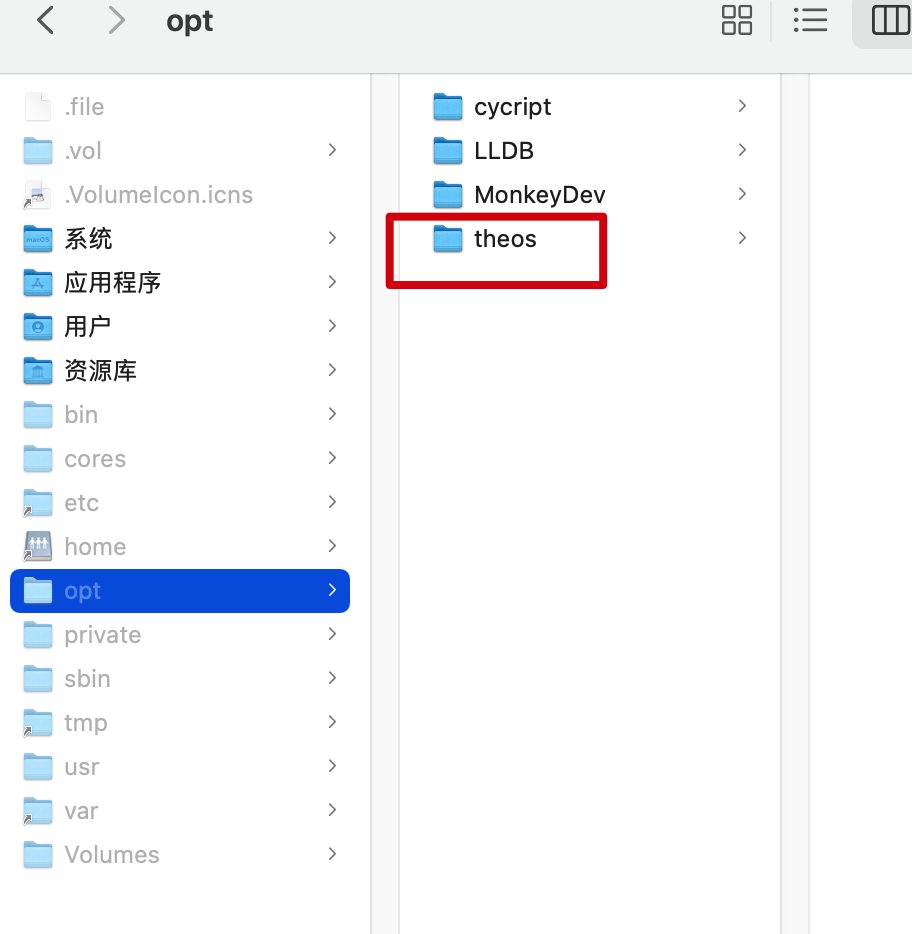 opt
.file
.vol
.VolumeIcon.icns
系统
应用程序
用户
资源库
bin
cores
etc
home
opt
private
sbin
tmp
usr
var
Volumes
cycript
LLDB
MonkeyDev
theos